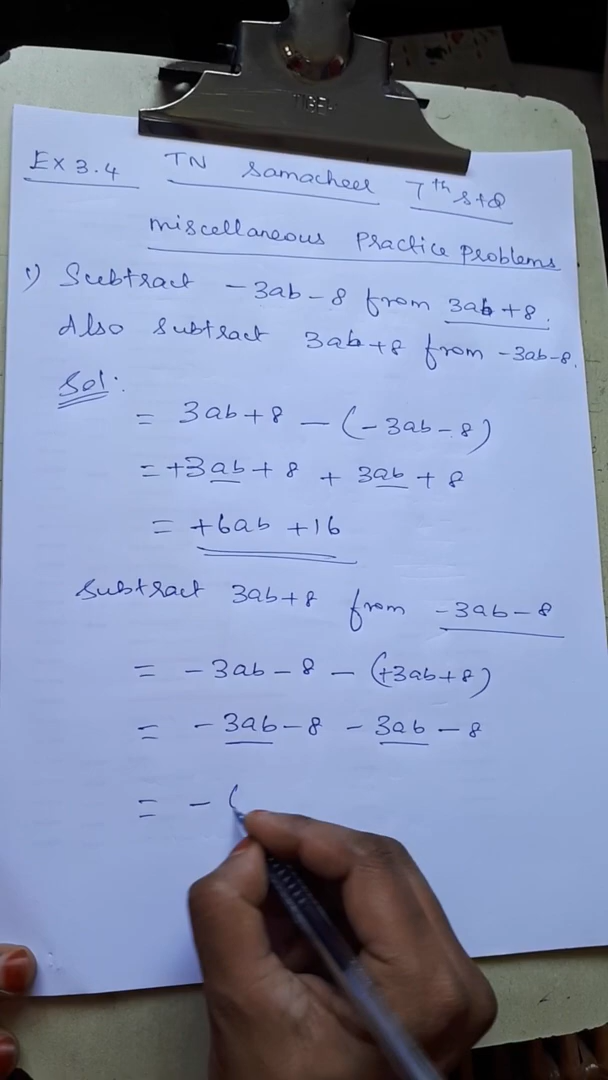 TIGER
Ex 3.4 TN Samacheer 7th std
miscellaneous Practice Problems
1) Subtract -3ab-8 from 3ab+8.
Also subtract 3ab+8 from -3ab-8.
Sol:
= 3ab+8 - (-3ab-8)
= +3ab+8 + 3ab+8
= +6ab +16
subtract 3ab+8 from -3ab-8
= -3ab-8 - (+3ab+8)
= -3ab-8 - 3ab-8
= -